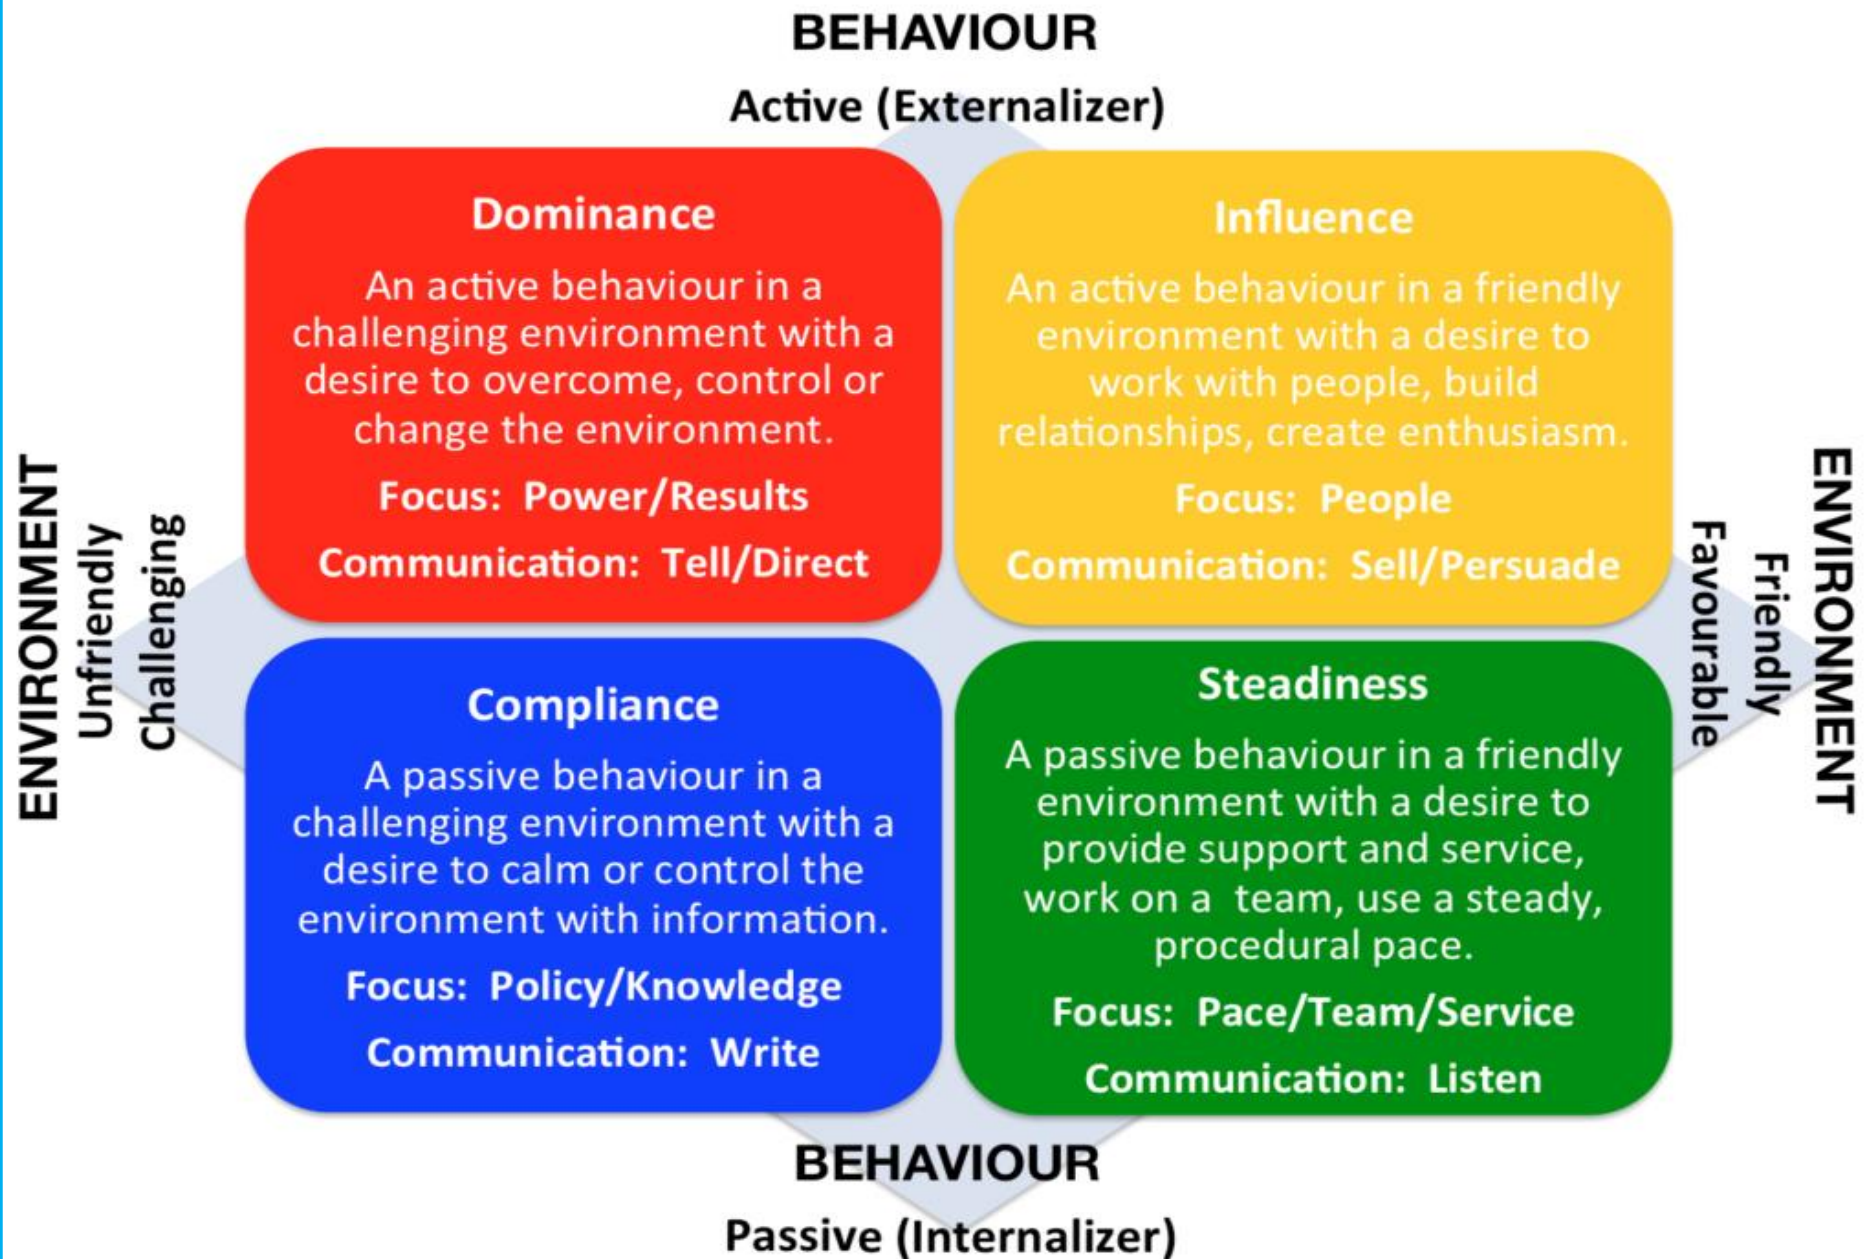 BEHAVIOUR
Active (Externalizer)
Dominance
An active behaviour in a
challenging environment with a
desire to overcome, control or
change the environment.
Focus: Power/Results
Communication: Tell/Direct
Influence
An active behaviour in a friendly
environment with a desire to
work with people, build
relationships, create enthusiasm.
Focus: People
Communication: Sell/Persuade
ENVIRONMENT
Unfriendly
Challenging
Favourable
Friendly
ENVIRONMENT
Compliance
A passive behaviour in a
challenging environment with a
desire to calm or control the
environment with information.
Focus: Policy/Knowledge
Communication: Write
Steadiness
A passive behaviour in a friendly
environment with a desire to
provide support and service,
work on a team, use a steady,
procedural pace.
Focus: Pace/Team/Service
Communication: Listen
BEHAVIOUR
Passive (Internalizer)